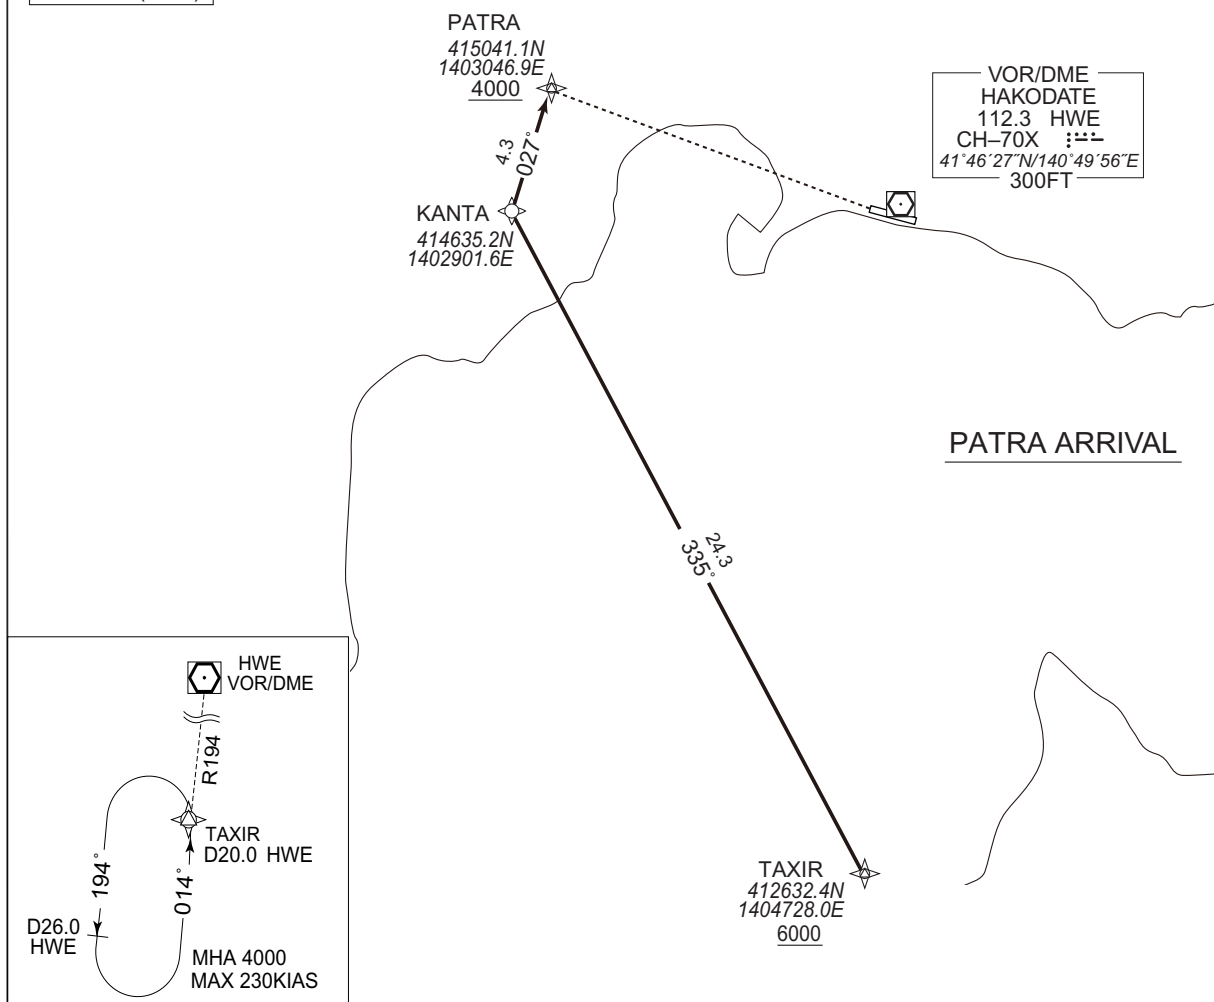 PATRA
415041.1N
1403046.9E
4000
VOR/DME
HAKODATE
112.3 HWE
CH–70X
41°46´27˝N/140°49´56˝E
300FT
4.3
027°
KANTA
414635.2N
1402901.6E
PATRA ARRIVAL
24.3
335°
TAXIR
412632.4N
1404728.0E
6000
HWE
VOR/DME
R194
TAXIR
D20.0 HWE
194°
014°
D26.0
HWE
MHA 4000
MAX 230KIAS